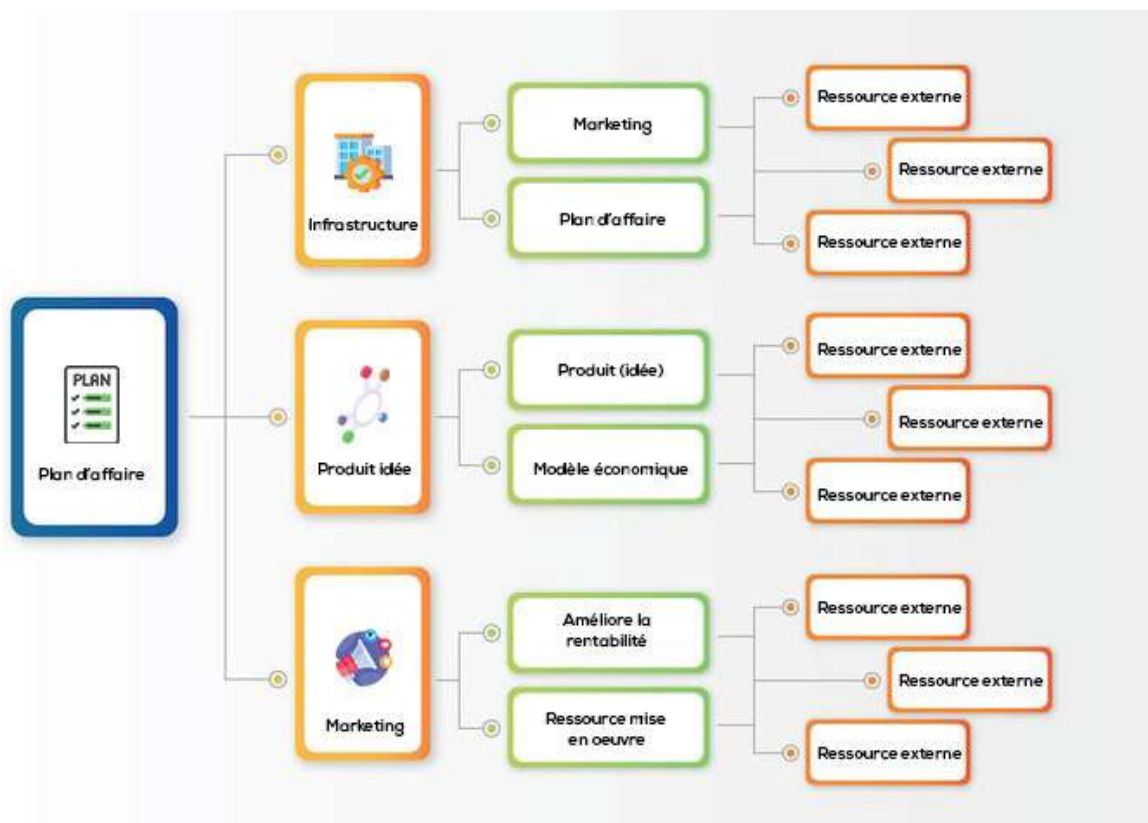 PLAN
Plan d'affaire
Infrastructure
Marketing
Plan d'affaire
Ressource externe
Ressource externe
Ressource externe
Produit idée
Produit (idée)
Modèle économique
Ressource externe
Ressource externe
Ressource externe
Marketing
Améliore la
rentabilité
Ressource mise
en oeuvre
Ressource externe
Ressource externe
Ressource externe